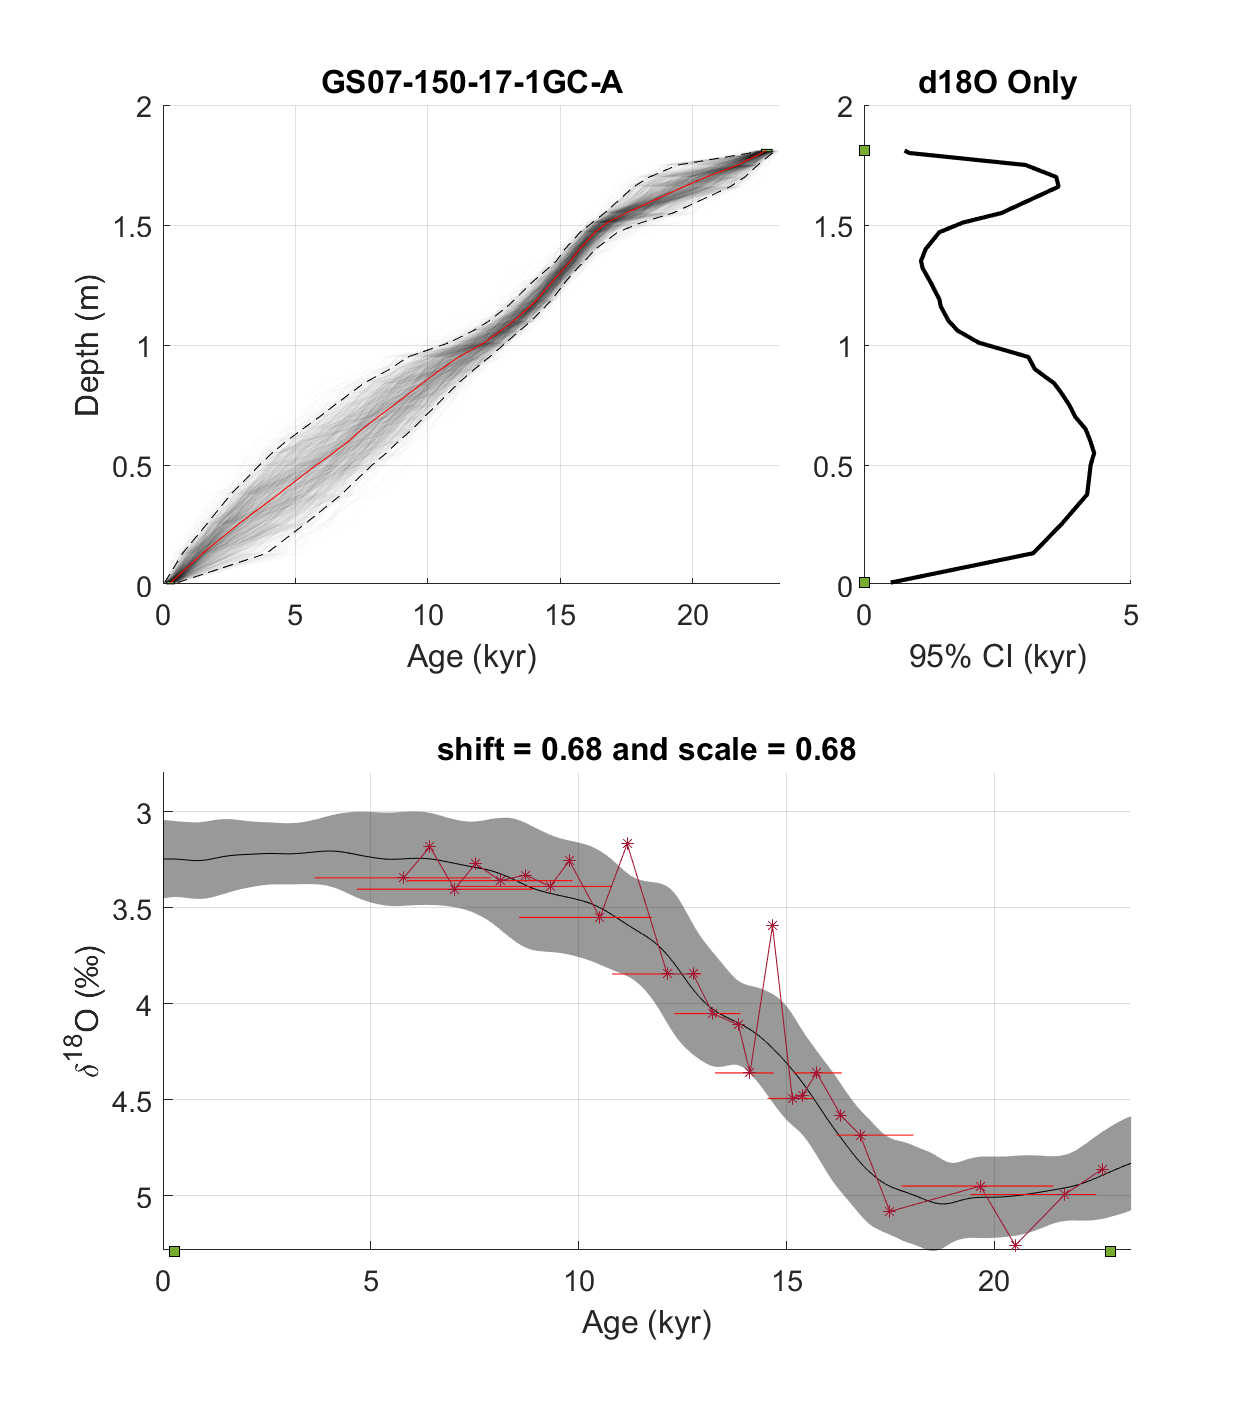 GS07-150-17-1GC-A
d18O Only
2
1.5
1
0.5
0
Depth (m)
0 5 10 15 20
Age (kyr)
2
1.5
1
0.5
0
0 5
95% CI (kyr)
shift = 0.68 and scale = 0.68
3
3.5
4
4.5
5
δ¹⁸O (‰)
0 5 10 15 20
Age (kyr)